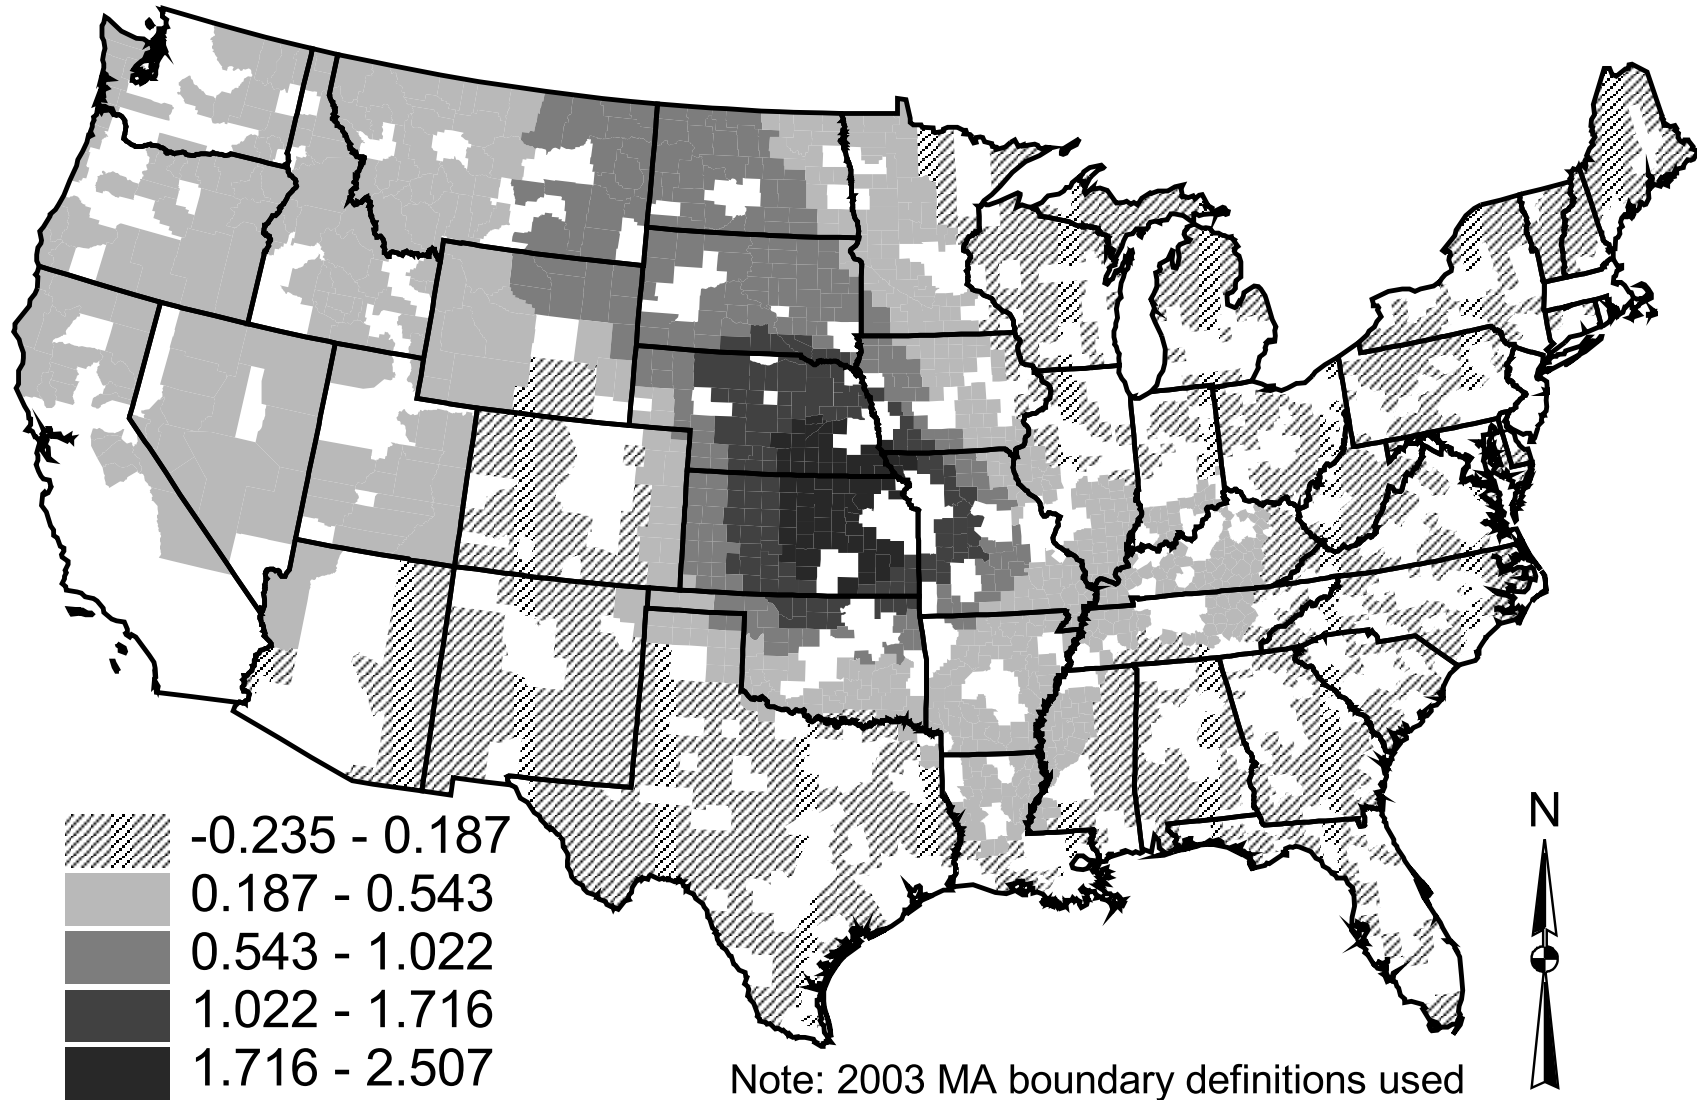 N
-0.235 - 0.187
0.187 - 0.543
0.543 - 1.022
1.022 - 1.716
1.716 - 2.507
Note: 2003 MA boundary definitions used